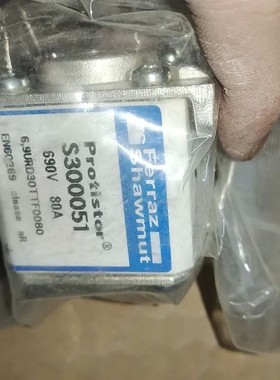 Ferraz
Shawmut
Protistor®
S300051
690V 80A
6,9URD30TTF0080
EN60269 classe aR